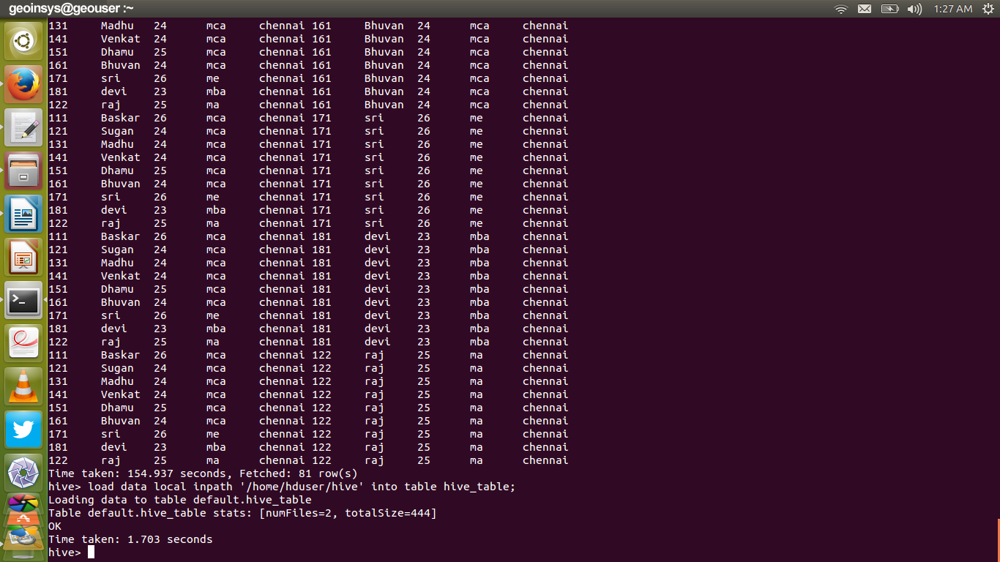 geoinsys@geouser :~ 1:27 AM
131 Madhu 24 mca chennai 161 Bhuvan 24 mca chennai
141 Venkat 24 mca chennai 161 Bhuvan 24 mca chennai
151 Dhamu 25 mca chennai 161 Bhuvan 24 mca chennai
161 Bhuvan 24 mca chennai 161 Bhuvan 24 mca chennai
171 sri 26 me chennai 161 Bhuvan 24 mca chennai
181 devi 23 mba chennai 161 Bhuvan 24 mca chennai
122 raj 25 ma chennai 161 Bhuvan 24 mca chennai
111 Baskar 26 mca chennai 171 sri 26 me chennai
121 Sugan 24 mca chennai 171 sri 26 me chennai
131 Madhu 24 mca chennai 171 sri 26 me chennai
141 Venkat 24 mca chennai 171 sri 26 me chennai
151 Dhamu 25 mca chennai 171 sri 26 me chennai
161 Bhuvan 24 mca chennai 171 sri 26 me chennai
171 sri 26 me chennai 171 sri 26 me chennai
181 devi 23 mba chennai 171 sri 26 me chennai
122 raj 25 ma chennai 171 sri 26 me chennai
111 Baskar 26 mca chennai 181 devi 23 mba chennai
121 Sugan 24 mca chennai 181 devi 23 mba chennai
131 Madhu 24 mca chennai 181 devi 23 mba chennai
141 Venkat 24 mca chennai 181 devi 23 mba chennai
151 Dhamu 25 mca chennai 181 devi 23 mba chennai
161 Bhuvan 24 mca chennai 181 devi 23 mba chennai
171 sri 26 me chennai 181 devi 23 mba chennai
181 devi 23 mba chennai 181 devi 23 mba chennai
122 raj 25 ma chennai 181 devi 23 mba chennai
111 Baskar 26 mca chennai 122 raj 25 ma chennai
121 Sugan 24 mca chennai 122 raj 25 ma chennai
131 Madhu 24 mca chennai 122 raj 25 ma chennai
141 Venkat 24 mca chennai 122 raj 25 ma chennai
151 Dhamu 25 mca chennai 122 raj 25 ma chennai
161 Bhuvan 24 mca chennai 122 raj 25 ma chennai
171 sri 26 me chennai 122 raj 25 ma chennai
181 devi 23 mba chennai 122 raj 25 ma chennai
122 raj 25 ma chennai 122 raj 25 ma chennai
Time taken: 154.937 seconds, Fetched: 81 row(s)
hive> load data local inpath '/home/hduser/hive' into table hive_table;
Loading data to table default.hive_table
Table default.hive_table stats: [numFiles=2, totalSize=444]
OK
Time taken: 1.703 seconds
hive>